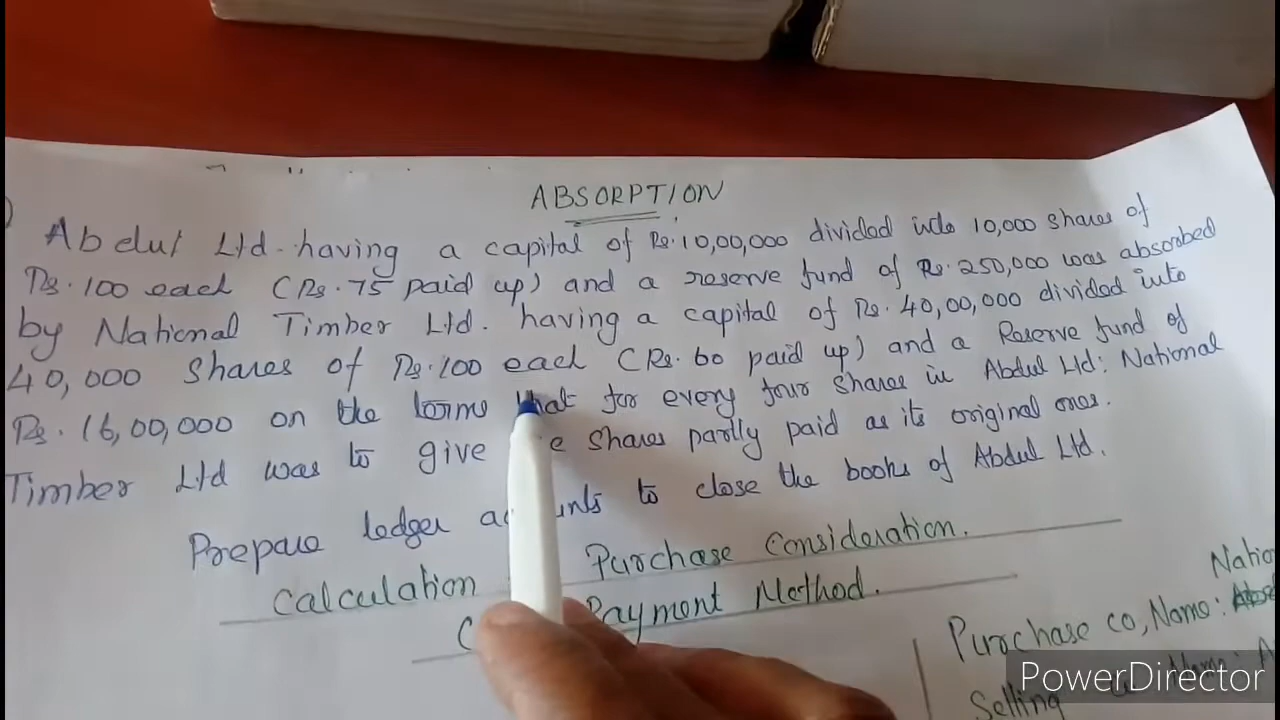 ABSORPTION
Abdul Ltd. having a capital of Rs. 10,00,000 divided into 10,000 shares of
Rs. 100 each (Rs. 75 paid up) and a reserve fund of Rs. 250,000 was absorbed
by National Timber Ltd. having a capital of Rs. 40,00,000 divided into
40,000 shares of Rs. 100 each (Rs. 60 paid up) and a Reserve fund of
Rs. 16,00,000 on the terms that for every four shares in Abdul Ltd: National
Timber Ltd was to give shares partly paid as its original ones.
Prepare ledger to close the books of Abdul Ltd.
Calculation Purchase Consideration.
Payment Method.
Purchase co, Name:
Selling
PowerDirector